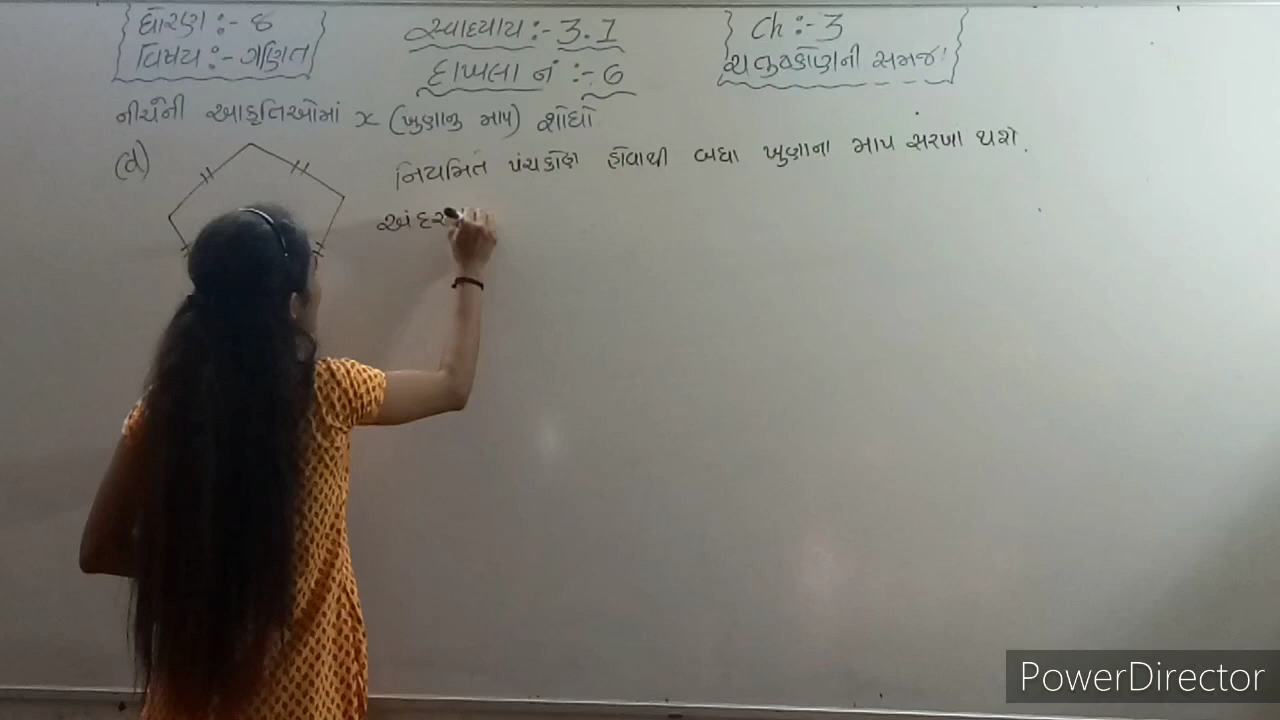 ધોરણ :- 8
વિષય :- ગણિત
સ્વાધ્યાય :- 3.1
દાખલા નં :- 6
Ch :- 3
ચતુષ્કોણની સમજ
નીચેની આકૃતિઓમાં x (ખુણાનુ માપ) શોધો
(d)
નિયમિત પંચકોણ હોવાથી બધા ખુણાના માપ સરખા થશે.
અંદર
PowerDirector